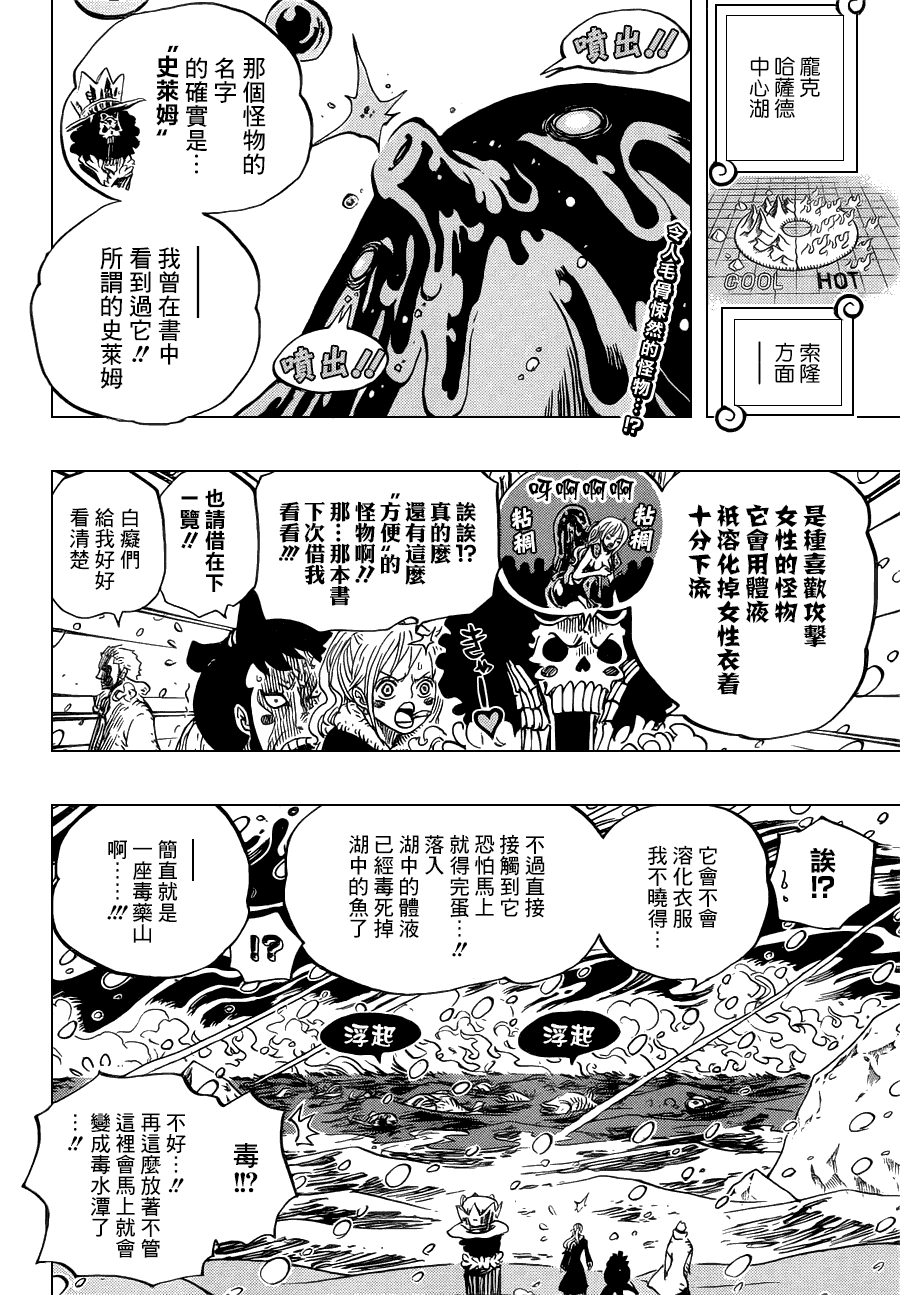 龐克
哈薩德
中心湖
COOL
HOT
索隆
方面
——
噴出!!
令人毛骨悚然的怪物…!?
那個怪物的
名字
的確實是…
“史萊姆”
——
我曾在書中
看到過它!!
所謂的史萊姆
噴出!!
是種喜歡攻擊
女性的怪物
它會用體液
祇溶化掉女性衣着
十分下流
呀啊啊啊啊
粘稠
粘稠
誒誒!?
真的麼
還有這麼
“方便”的
怪物啊!!
那…那本書
下次借我
看看!!!
きゃー
也請借在下
一覽!!
白癡們
給我好好
看清楚
誒!?
它會不會
溶化衣服
我不曉得…
不過直接
接觸到它
恐怕馬上
就得完蛋…!!
落入
湖中的體液
已經毒死掉
湖中的魚了
!?
——
簡直就是
一座毒藥山
啊……!!!
浮起
浮起
毒!!?
不好…!!
再這麼放著不管
這裡會馬上就會
變成毒水潭了
…!!